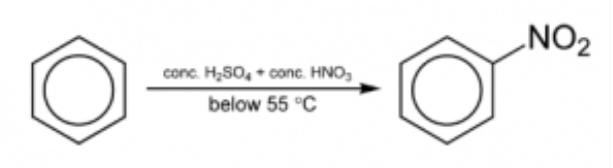 NO₂
conc. H₂SO₄ + conc. HNO₃
below 55 °C